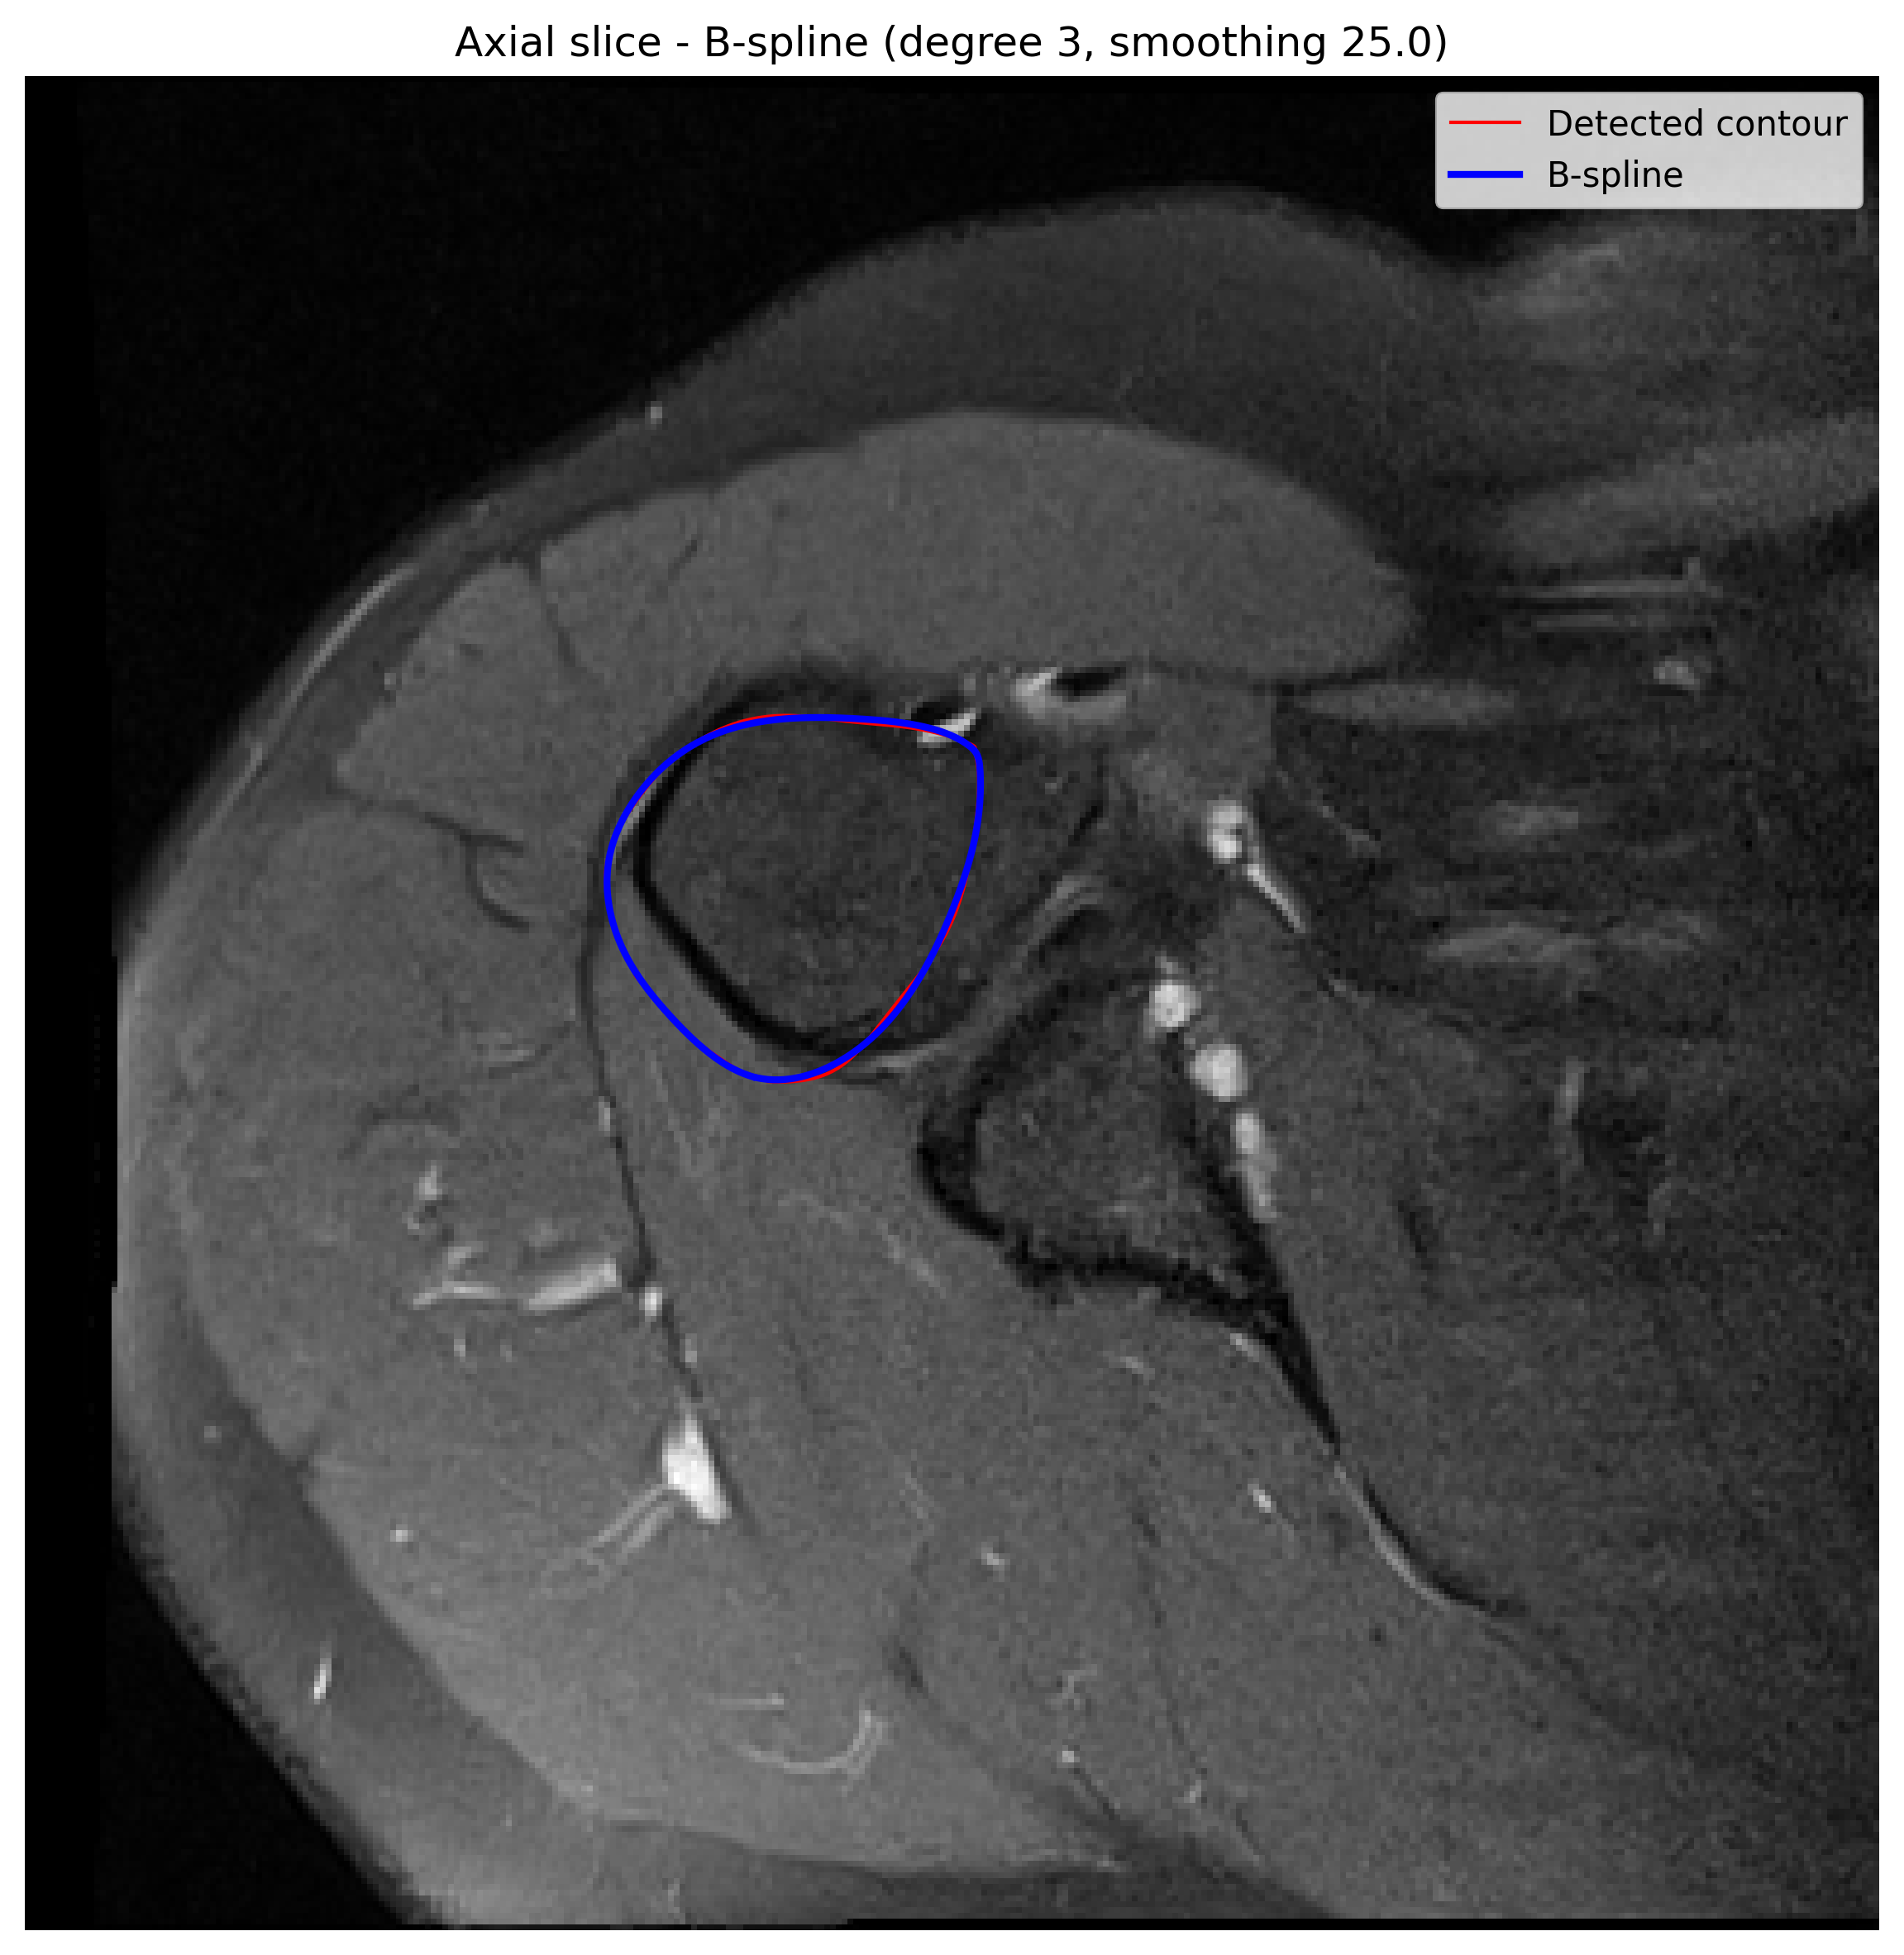 Axial slice - B-spline (degree 3, smoothing 25.0)
Detected contour
B-spline